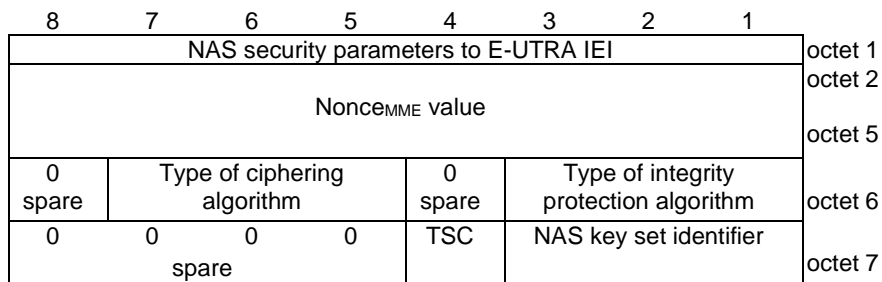 8 7 6 5 4 3 2 1
NAS security parameters to E-UTRA IEI octet 1
octet 2
NonceMME value
octet 5
0 Type of ciphering 0 Type of integrity
spare algorithm spare protection algorithm octet 6
0 0 0 0 TSC NAS key set identifier
spare octet 7